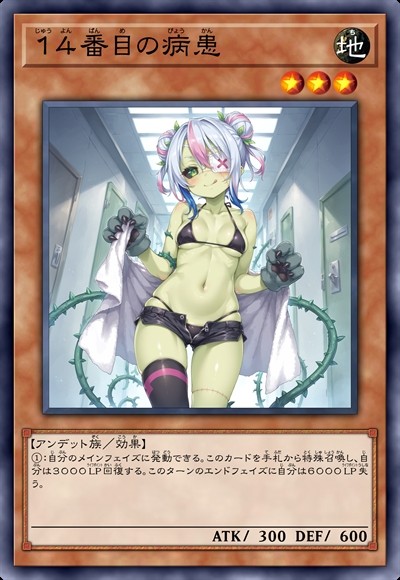 14番目の病患
地
【アンデット族／効果】
①：自分のメインフェイズに発動できる。このカードを手札から特殊召喚し、自
分は3000LP回復する。このターンのエンドフェイズに自分は6000LP失
う。
ATK/ 300 DEF/ 600